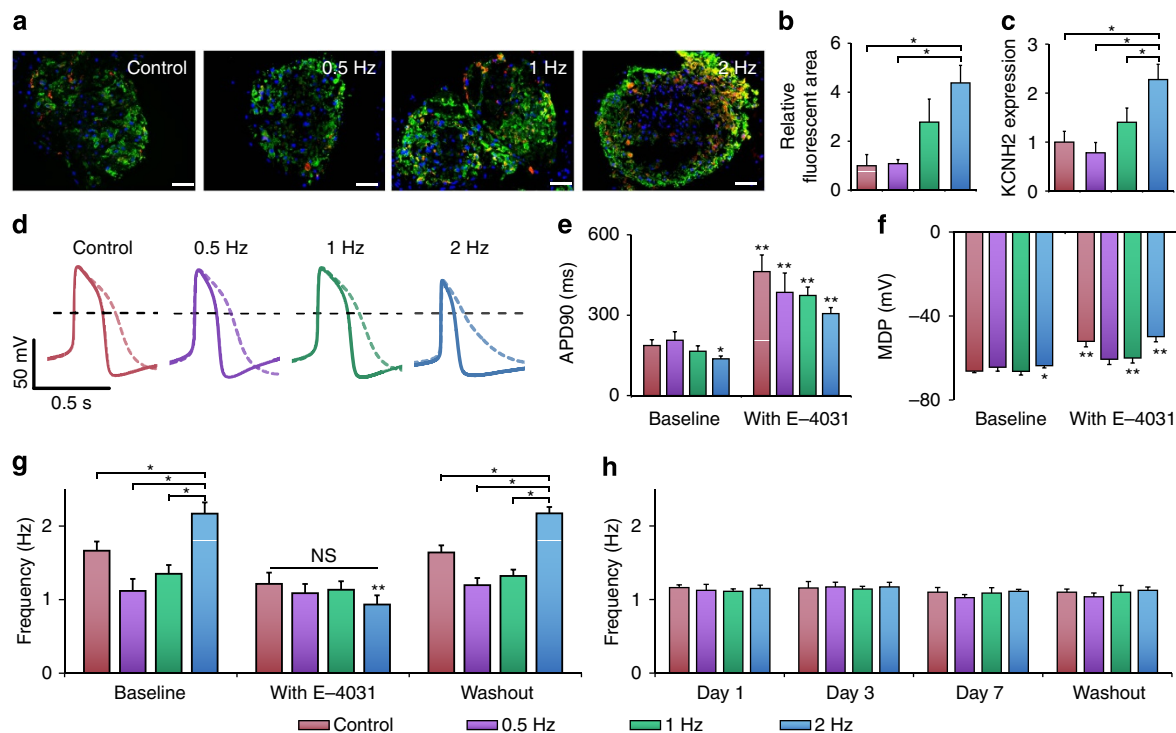 a
Control
0.5 Hz
1 Hz
2 Hz
b
Relative
fluorescent area
6
4
2
0
*
*
c
KCNH2 expression
3
2
1
0
*
*
*
d
Control
0.5 Hz
1 Hz
2 Hz
50 mV
0.5 s
e
APD90 (ms)
600
300
0
*
**
**
**
**
Baseline
With E–4031
f
MDP (mV)
0
–40
–80
*
**
**
**
Baseline
With E–4031
g
Frequency (Hz)
2
1
0
*
*
*
NS
**
*
*
*
Baseline
With E–4031
Washout
h
Frequency (Hz)
2
1
0
Day 1
Day 3
Day 7
Washout
Control
0.5 Hz
1 Hz
2 Hz